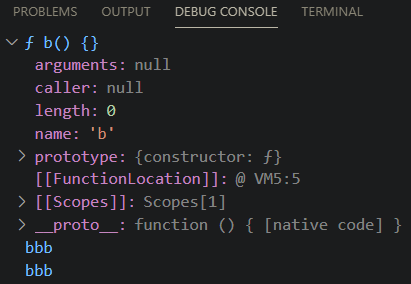 PROBLEMS OUTPUT DEBUG CONSOLE TERMINAL
ƒ b() {}
arguments: null
caller: null
length: 0
name: 'b'
prototype: {constructor: ƒ}
[[FunctionLocation]]: @ VM5:5
[[Scopes]]: Scopes[1]
__proto__: function () { [native code] }
bbb
bbb